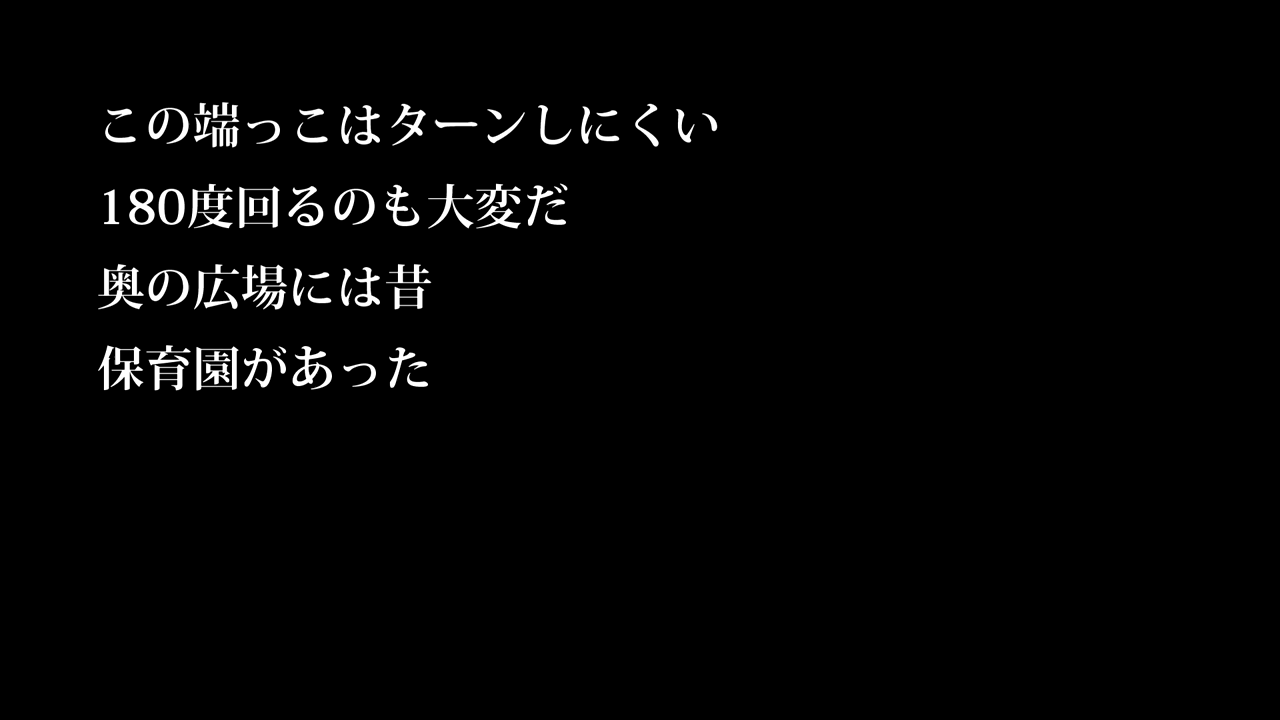 この端っこはターンしにくい
180度回るのも大変だ
奥の広場には昔
保育園があった